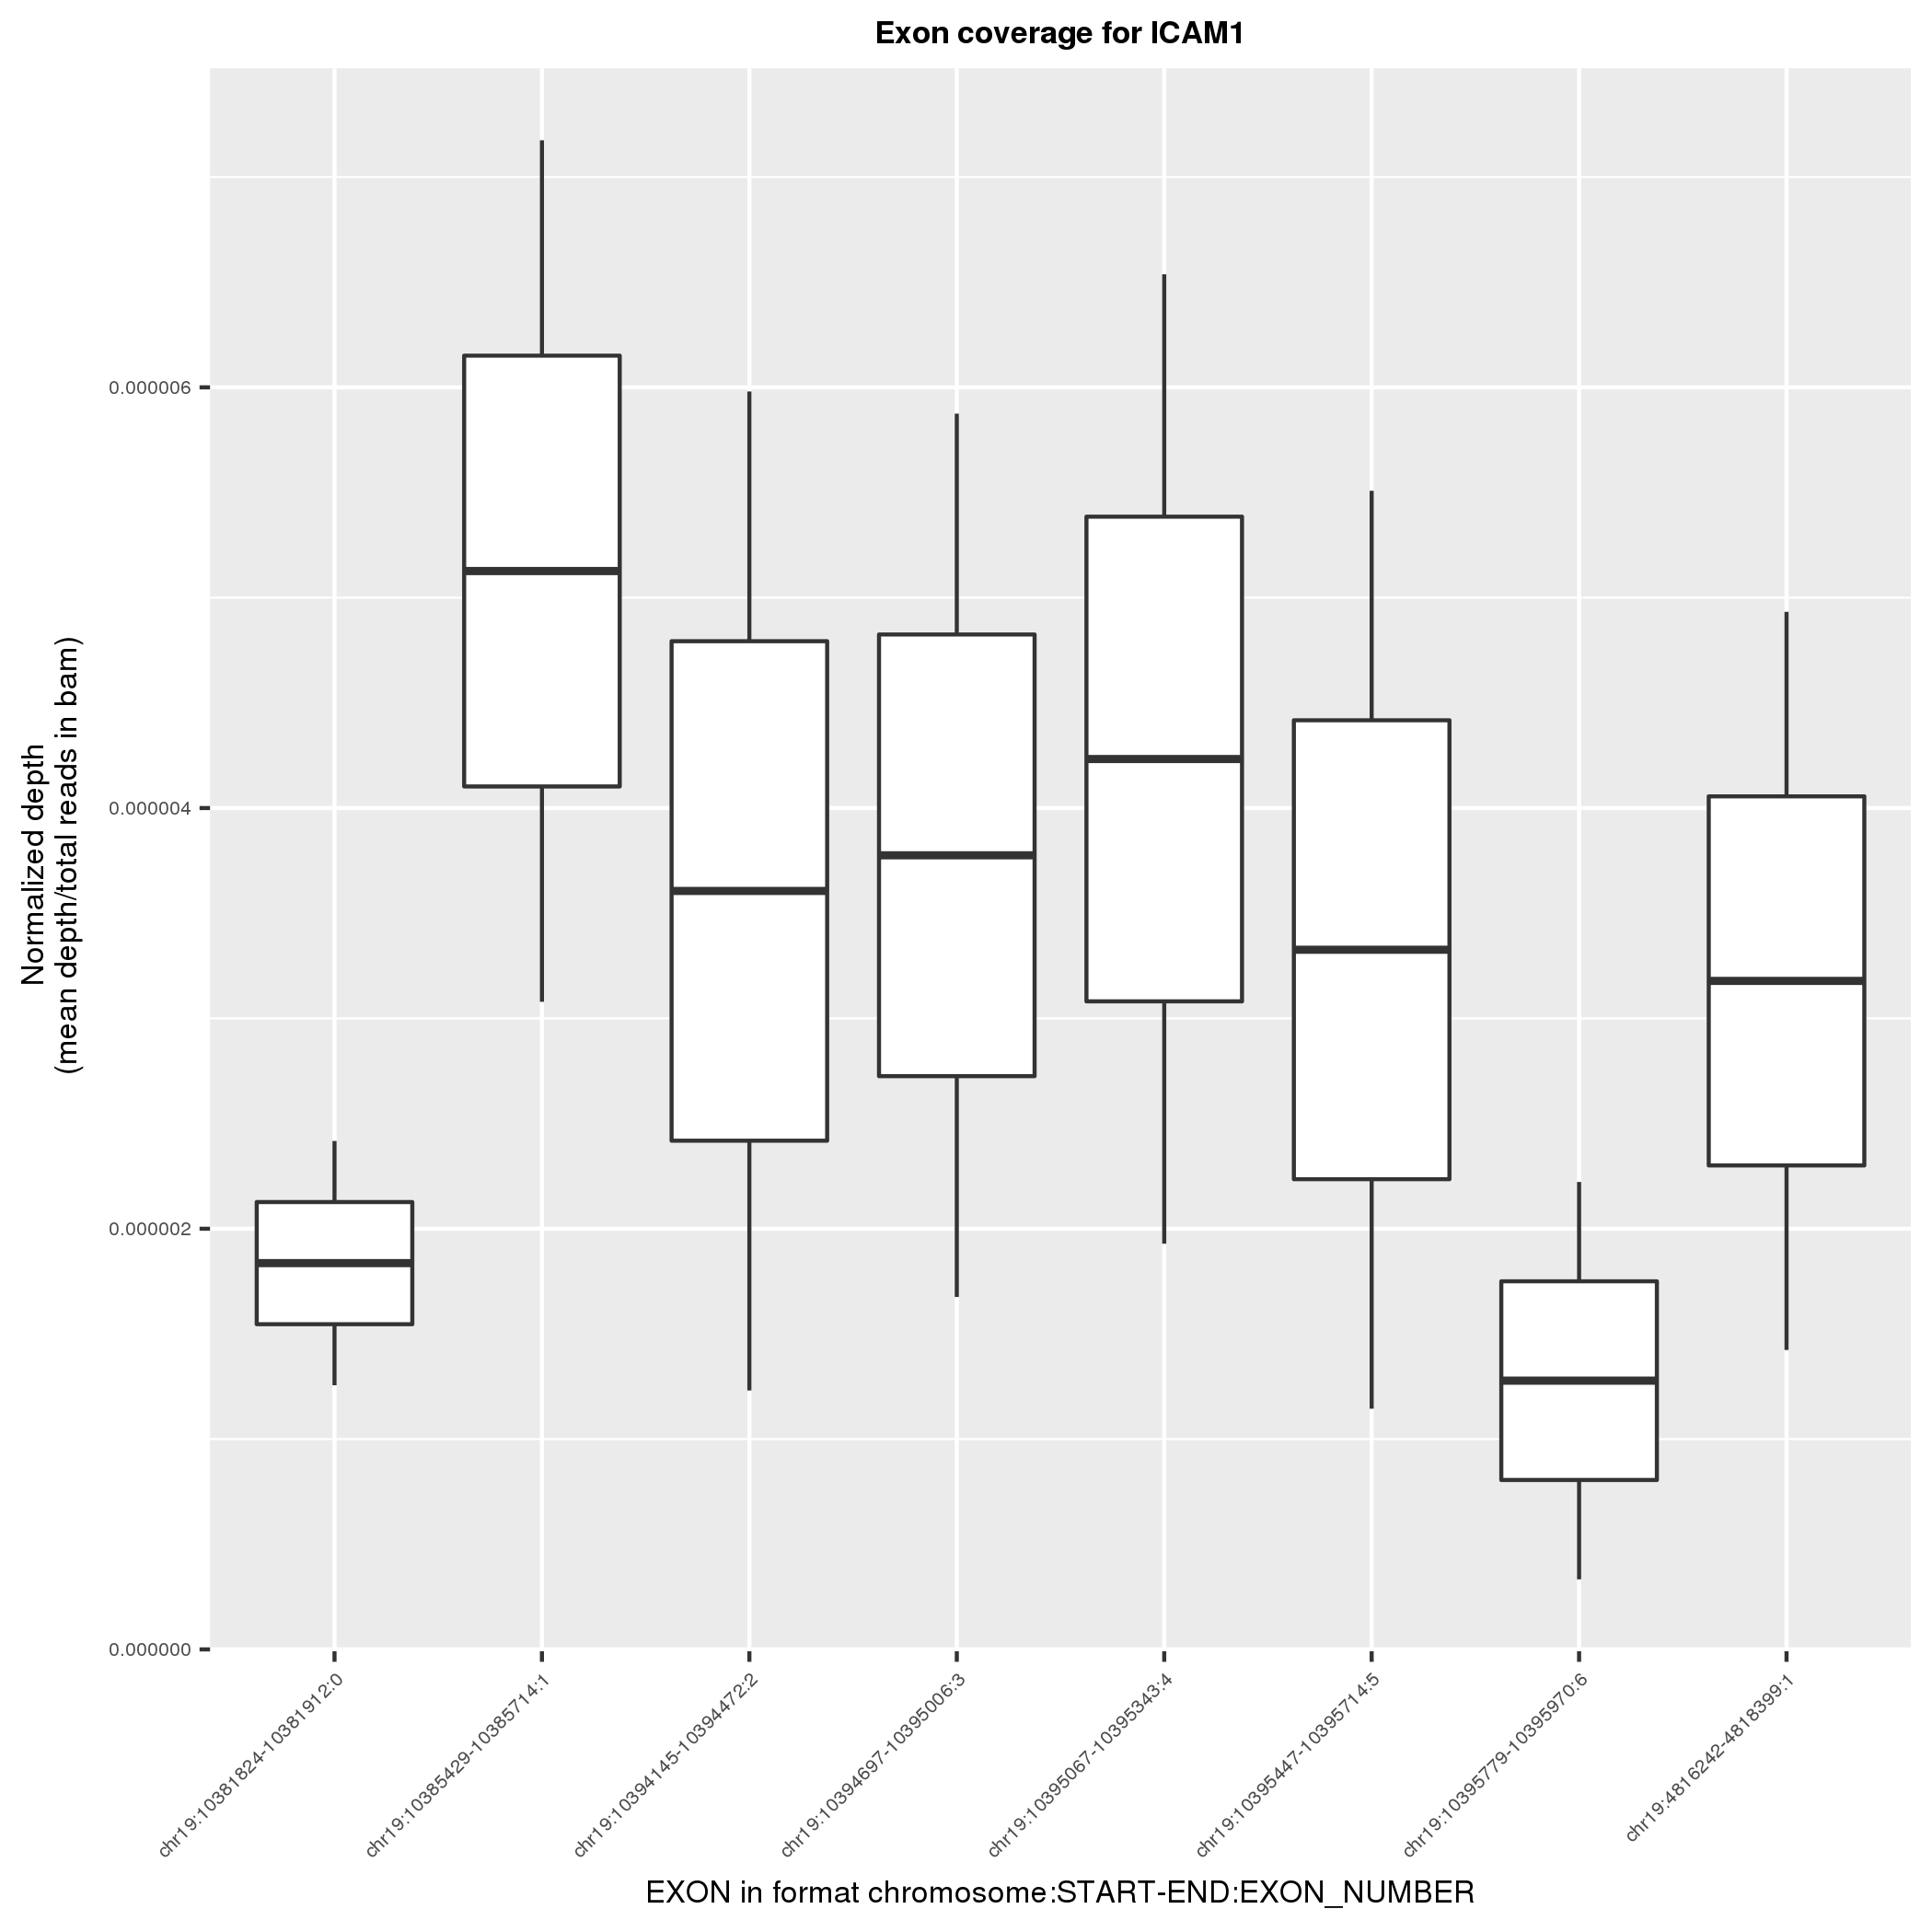 Exon coverage for ICAM1
Normalized depth
(mean depth/total reads in bam)
0.000006
0.000004
0.000002
0.000000
chr19:10381824-10381912:0
chr19:10385429-10385714:1
chr19:10394145-10394472:2
chr19:10394697-10395006:3
chr19:10395067-10395343:4
chr19:10395447-10395714:5
chr19:10395779-10395970:6
chr19:4816242-4818399:1
EXON in format chromosome:START-END:EXON_NUMBER